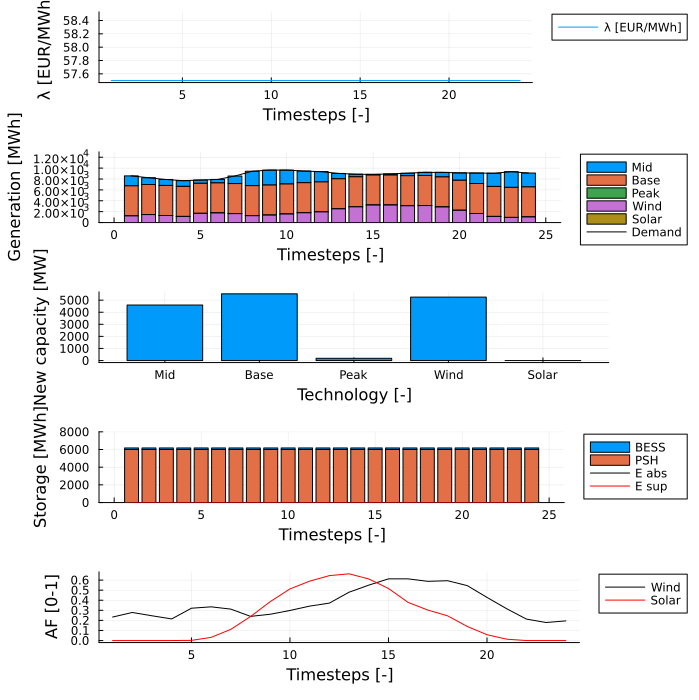 λ [EUR/MWh
58.4
58.2
58.0
57.8
57.6
5 10 15 20
Timesteps [-]
λ [EUR/MWh]
Generation [MWh]
1.20×10⁴
1.00×10⁴
8.00×10³
6.00×10³
4.00×10³
2.00×10³
0
0 5 10 15 20 25
Timesteps [-]
Mid
Base
Peak
Wind
Solar
Demand
New capacity [MW]
5000
4000
3000
2000
1000
0
Mid Base Peak Wind Solar
Technology [-]
Storage [MWh]
8000
6000
4000
2000
0
0 5 10 15 20 25
Timesteps [-]
BESS
PSH
E abs
E sup
AF [0-1]
0.6
0.5
0.4
0.3
0.2
0.1
0.0
5 10 15 20
Timesteps [-]
Wind
Solar